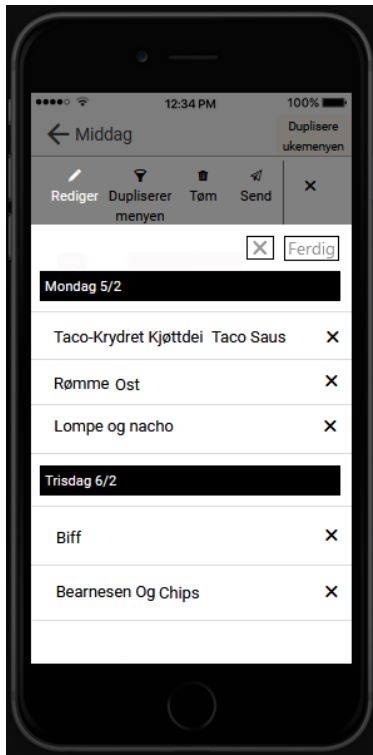 12:34 PM 100%
Middag
Duplisere
ukemenyen
Rediger Dupliserer Tøm Send
menyen
Ferdig
Mondag 5/2
Taco-Krydret Kjøttdei Taco Saus
Rømme Ost
Lompe og nacho
Trisdag 6/2
Biff
Bearnesen Og Chips